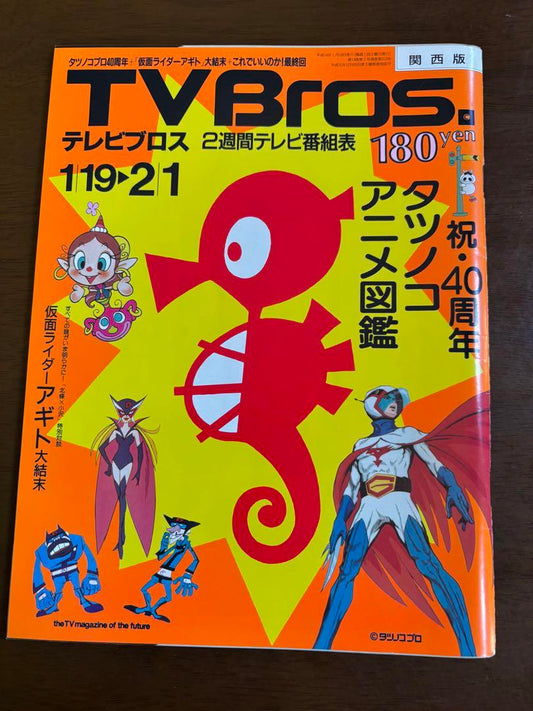 タツノコプロ40周年+「仮面ライダーアギト」大結末・これでいいのか!最終回
関西版
TVBros.
テレビブロス 2週間テレビ番組表
180yen
1/19▶2/1
祝・40周年
タツノコ
アニメ図鑑
仮面ライダーアギト大結末
the TV magazine of the future
©タツノコプロ